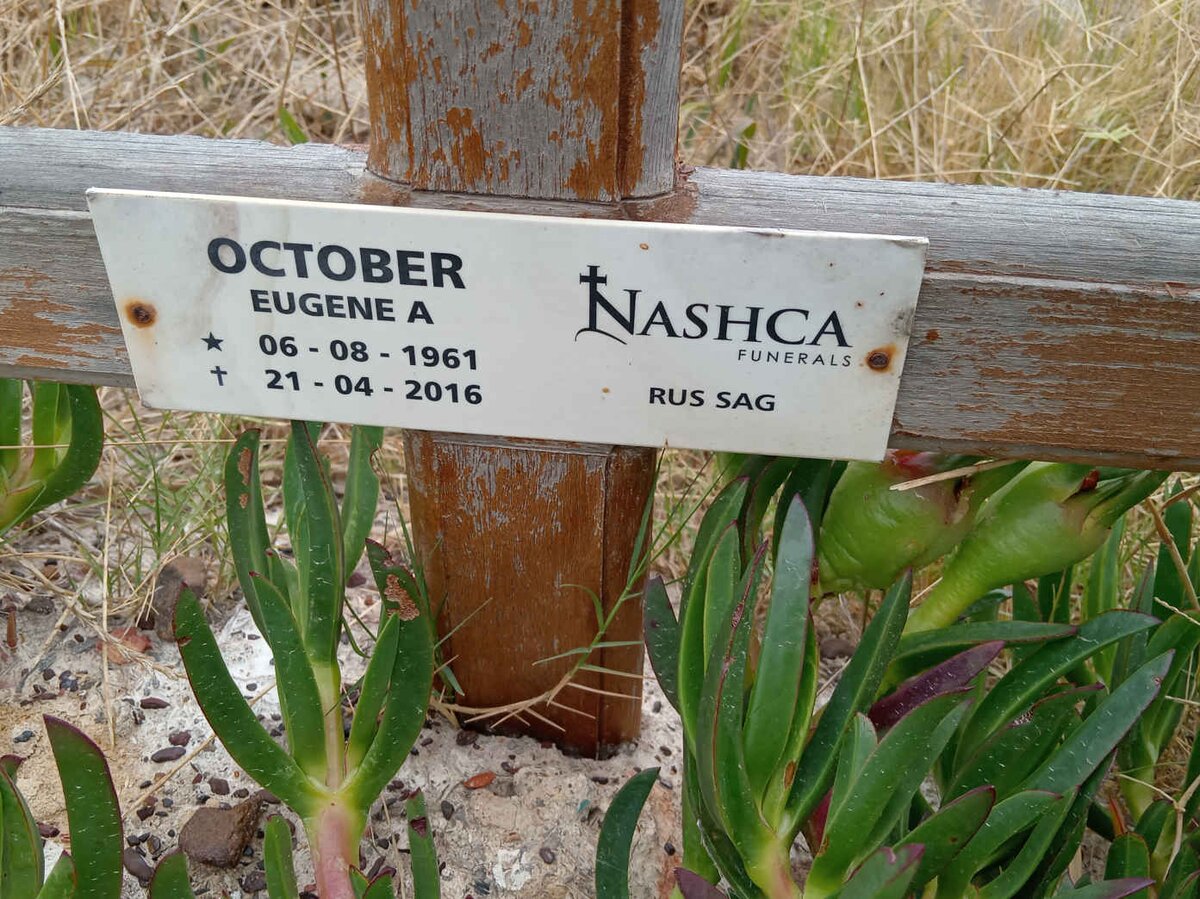 OCTOBER
EUGENE A
★ 06 - 08 - 1961
✝ 21 - 04 - 2016
NASHCA
FUNERALS
RUS SAG